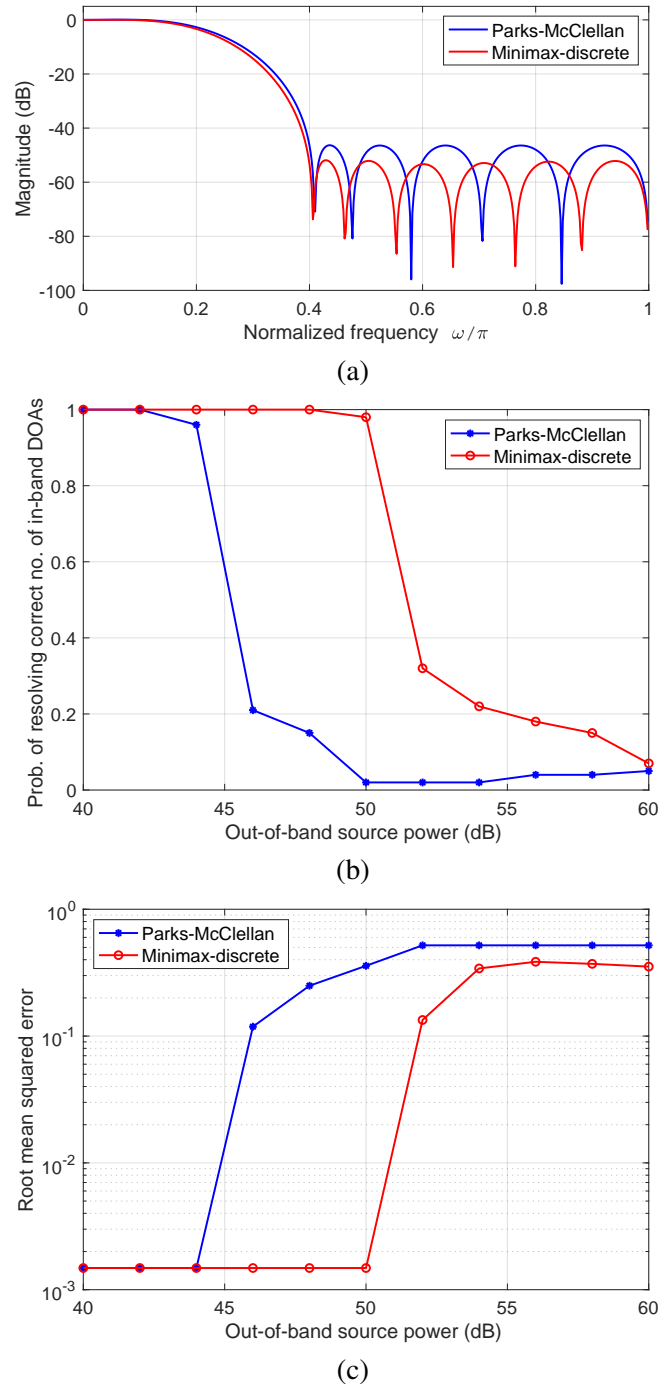 0
-20
-40
-60
-80
-100
Magnitude (dB)
Parks-McClellan
Minimax-discrete
0 0.2 0.4 0.6 0.8 1
Normalized frequency ω/π
(a)
1
0.8
0.6
0.4
0.2
0
Prob. of resolving correct no. of in-band DOAs
Parks-McClellan
Minimax-discrete
40 45 50 55 60
Out-of-band source power (dB)
(b)
10^0
10^-1
10^-2
10^-3
Root mean squared error
Parks-McClellan
Minimax-discrete
40 45 50 55 60
Out-of-band source power (dB)
(c)